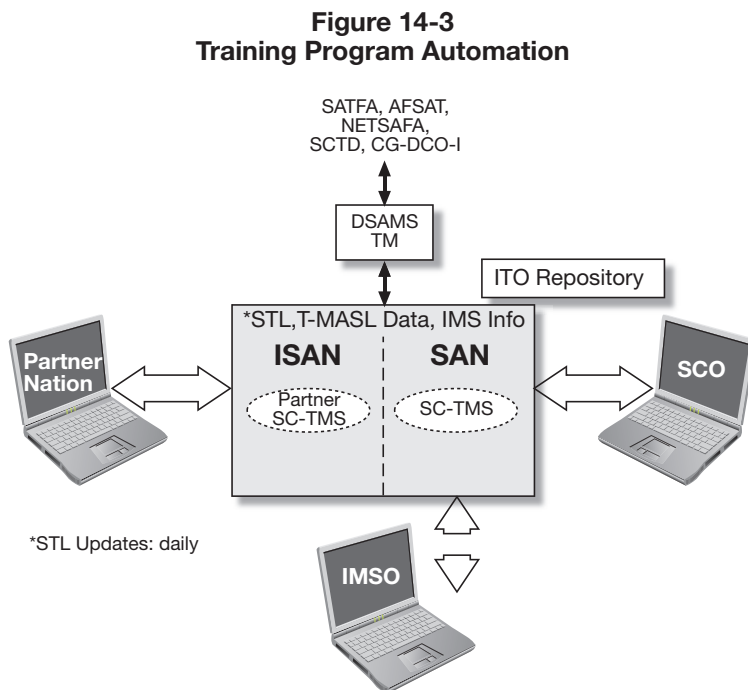 Figure 14-3
Training Program Automation
SATFA, AFSAT,
NETSAFA,
SCTD, CG-DCO-I
DSAMS
TM
ITO Repository
*STL,T-MASL Data, IMS Info
ISAN
SAN
Partner
SC-TMS
SC-TMS
Partner
Nation
SCO
*STL Updates: daily
IMSO